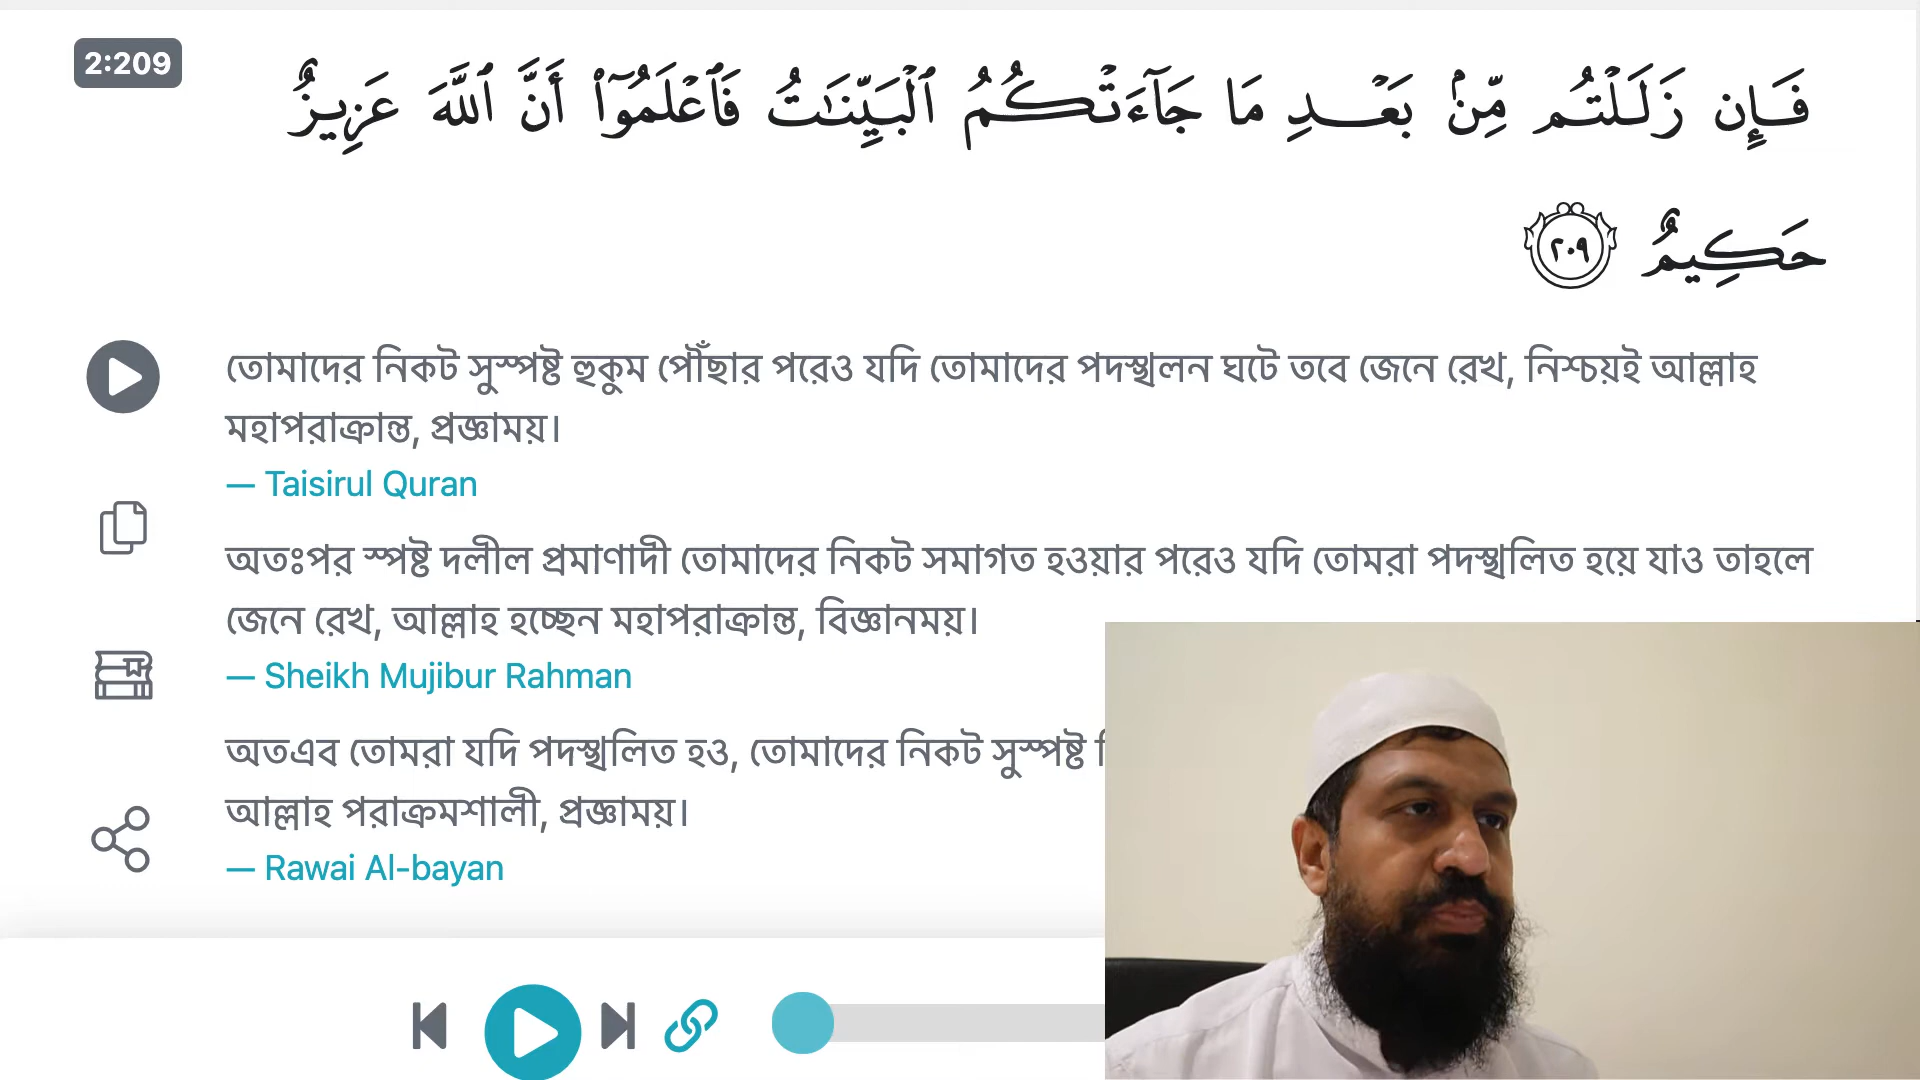 2:209
فَإِن زَلَلْتُم مِّنۢ بَعْدِ مَا جَآءَتْكُمُ ٱلْبَيِّنَـٰتُ فَٱعْلَمُوٓا۟ أَنَّ ٱللَّهَ عَزِيزٌ
حَكِيمٌ ٢٠٩
তোমাদের নিকট সুস্পষ্ট হুকুম পৌঁছার পরেও যদি তোমাদের পদস্খলন ঘটে তবে জেনে রেখ, নিশ্চয়ই আল্লাহ
মহাপরাক্রান্ত, প্রজ্ঞাময়।
— Taisirul Quran
অতঃপর স্পষ্ট দলীল প্রমাণাদী তোমাদের নিকট সমাগত হওয়ার পরেও যদি তোমরা পদস্খলিত হয়ে যাও তাহলে
জেনে রেখ, আল্লাহ হচ্ছেন মহাপরাক্রান্ত, বিজ্ঞানময়।
— Sheikh Mujibur Rahman
অতএব তোমরা যদি পদস্খলিত হও, তোমাদের নিকট সুস্পষ্ট
আল্লাহ পরাক্রমশালী, প্রজ্ঞাময়।
— Rawai Al-bayan